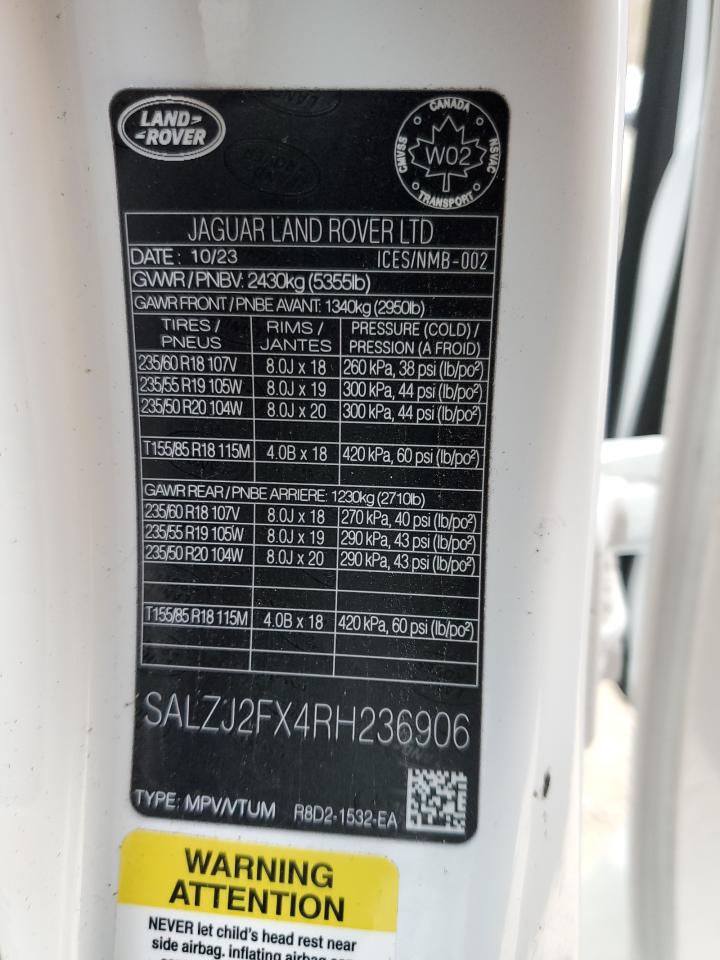 LAND-
-ROVER
CANADA
CMVSS
W02
NSVAC
TRANSPORT
JAGUAR LAND ROVER LTD
DATE : 10/23 ICES/NMB-002
GVWR / PNBV: 2430kg (5355lb)
GAWR FRONT / PNBE AVANT: 1340kg (2950lb)
TIRES / RIMS / PRESSURE (COLD) /
PNEUS JANTES PRESSION (A FROID)
235/60 R18 107V 8.0J x 18 260 kPa, 38 psi (lb/po²)
235/55 R19 105W 8.0J x 19 300 kPa, 44 psi (lb/po²)
235/50 R20 104W 8.0J x 20 300 kPa, 44 psi (lb/po²)
T155/85 R18 115M 4.0B x 18 420 kPa, 60 psi (lb/po²)
GAWR REAR / PNBE ARRIERE: 1230kg (2710lb)
235/60 R18 107V 8.0J x 18 270 kPa, 40 psi (lb/po²)
235/55 R19 105W 8.0J x 19 290 kPa, 43 psi (lb/po²)
235/50 R20 104W 8.0J x 20 290 kPa, 43 psi (lb/po²)
T155/85 R18 115M 4.0B x 18 420 kPa, 60 psi (lb/po²)
SALZJ2FX4RH236906
TYPE: MPV/VTUM R8D2-1532-EA
WARNING
ATTENTION
NEVER let child's head rest near
side airbag. inflating airbag can